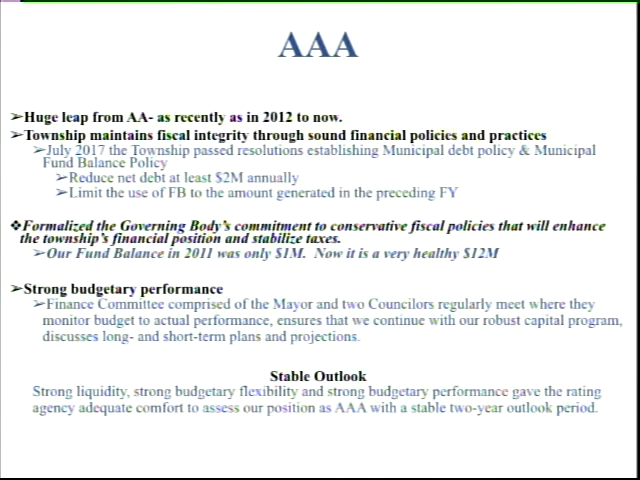 AAA
➢Huge leap from AA- as recently as in 2012 to now.
➢Township maintains fiscal integrity through sound financial policies and practices
➢July 2017 the Township passed resolutions establishing Municipal debt policy & Municipal
Fund Balance Policy
➢Reduce net debt at least $2M annually
➢Limit the use of FB to the amount generated in the preceding FY
❖Formalized the Governing Body's commitment to conservative fiscal policies that will enhance
the township's financial position and stabilize taxes.
➢Our Fund Balance in 2011 was only $1M.  Now it is a very healthy $12M
➢Strong budgetary performance
➢Finance Committee comprised of the Mayor and two Councilors regularly meet where they
monitor budget to actual performance, ensures that we continue with our robust capital program,
discusses long- and short-term plans and projections.
Stable Outlook
Strong liquidity, strong budgetary flexibility and strong budgetary performance gave the rating
agency adequate comfort to assess our position as AAA with a stable two-year outlook period.